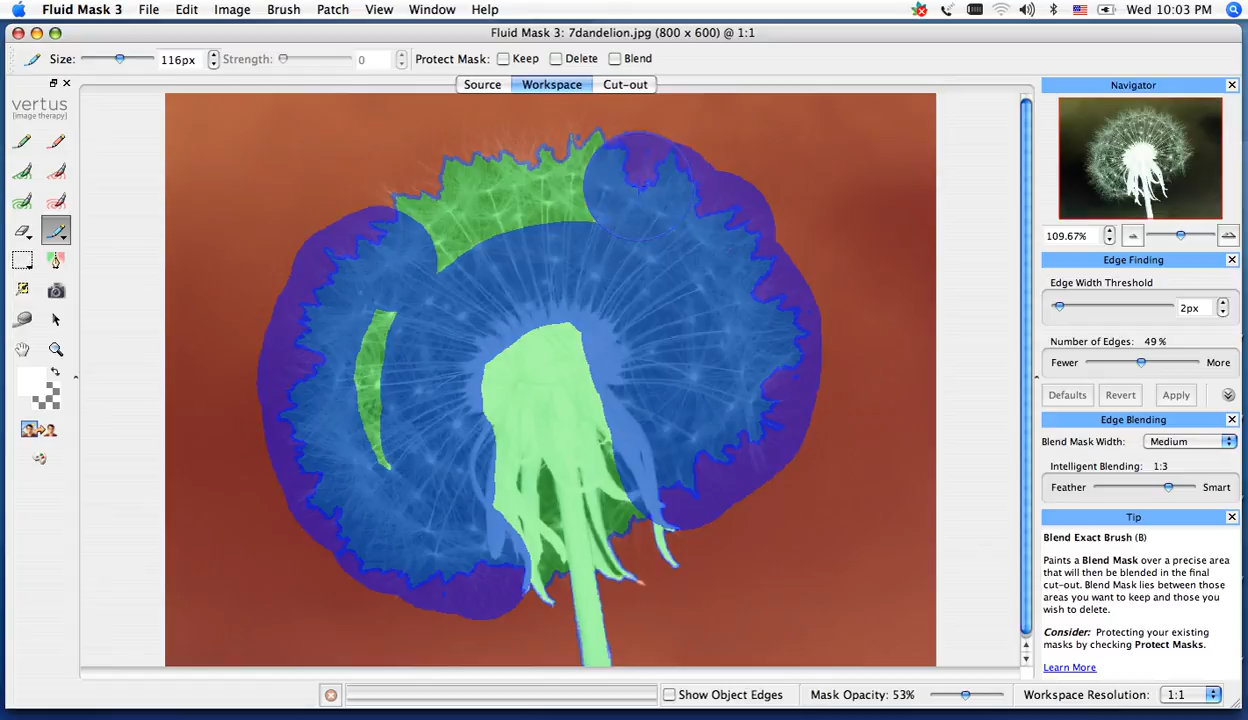 Fluid Mask 3 File Edit Image Brush Patch View Window Help Wed 10:03 PM
Fluid Mask 3: 7dandelion.jpg (800 x 600) @ 1:1
Size: 116px Strength: 0 Protect Mask: Keep Delete Blend
Source Workspace Cut-out
Navigator
vertus
[image therapy]
109.67%
Edge Finding
Edge Width Threshold
2px
Number of Edges: 49 %
Fewer More
Defaults Revert Apply
Edge Blending
Blend Mask Width: Medium
Intelligent Blending: 1:3
Feather Smart
Tip
Blend Exact Brush (B)
Paints a Blend Mask over a precise area
that will then be blended in the final
cut-out. Blend Mask lies between those
areas you want to keep and those you
wish to delete.
Consider: Protecting your existing
masks by checking Protect Masks.
Learn More
Show Object Edges Mask Opacity: 53% Workspace Resolution: 1:1